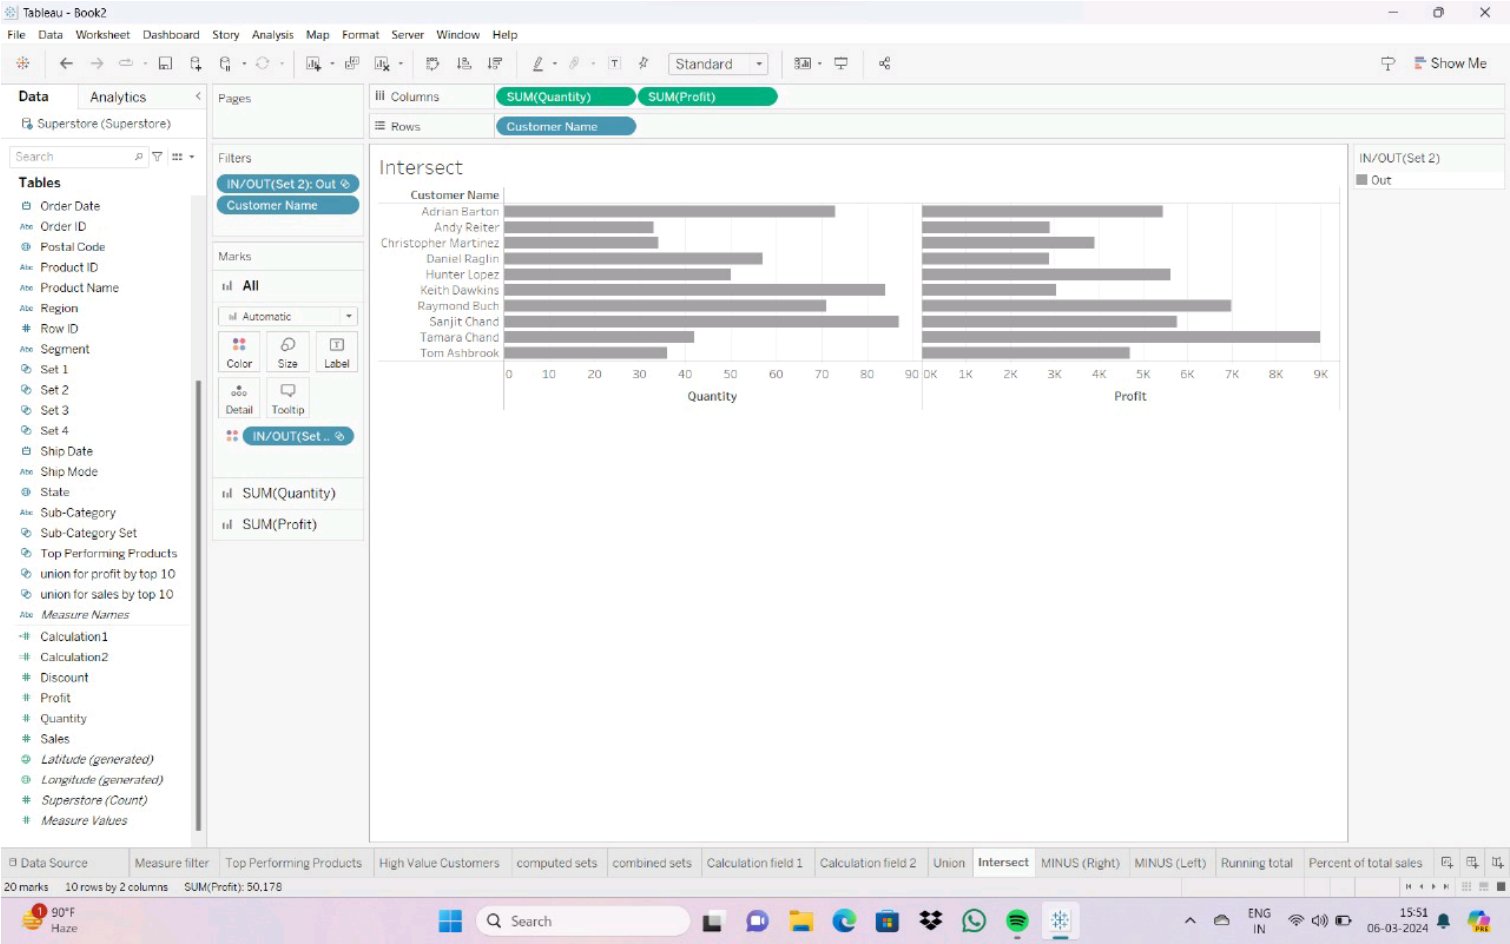 Tableau - Book2
File Data Worksheet Dashboard Story Analysis Map Format Server Window Help
Standard
Show Me
Data Analytics
Superstore (Superstore)
Search
Tables
Order Date
Abc Order ID
Postal Code
Abc Product ID
Abc Product Name
Abc Region
# Row ID
Abc Segment
Set 1
Set 2
Set 3
Set 4
Ship Date
Abc Ship Mode
State
Abc Sub-Category
Sub-Category Set
Top Performing Products
union for profit by top 10
union for sales by top 10
Abc Measure Names
=# Calculation1
=# Calculation2
# Discount
# Profit
# Quantity
# Sales
Latitude (generated)
Longitude (generated)
# Superstore (Count)
# Measure Values
Pages
Filters
IN/OUT(Set 2): Out
Customer Name
Marks
All
Automatic
Color Size Label
Detail Tooltip
IN/OUT(Set ..
SUM(Quantity)
SUM(Profit)
Columns SUM(Quantity) SUM(Profit)
Rows Customer Name
Intersect
Customer Name
Adrian Barton
Andy Reiter
Christopher Martinez
Daniel Raglin
Hunter Lopez
Keith Dawkins
Raymond Buch
Sanjit Chand
Tamara Chand
Tom Ashbrook
0 10 20 30 40 50 60 70 80 90 0K 1K 2K 3K 4K 5K 6K 7K 8K 9K
Quantity Profit
IN/OUT(Set 2)
Out
Data Source Measure filter Top Performing Products High Value Customers computed sets combined sets Calculation field 1 Calculation field 2 Union Intersect MINUS (Right) MINUS (Left) Running total Percent of total sales
20 marks 10 rows by 2 columns SUM(Profit): 50,178
1 90°F
Haze
Search
ENG
IN
15:51
06-03-2024
PRE